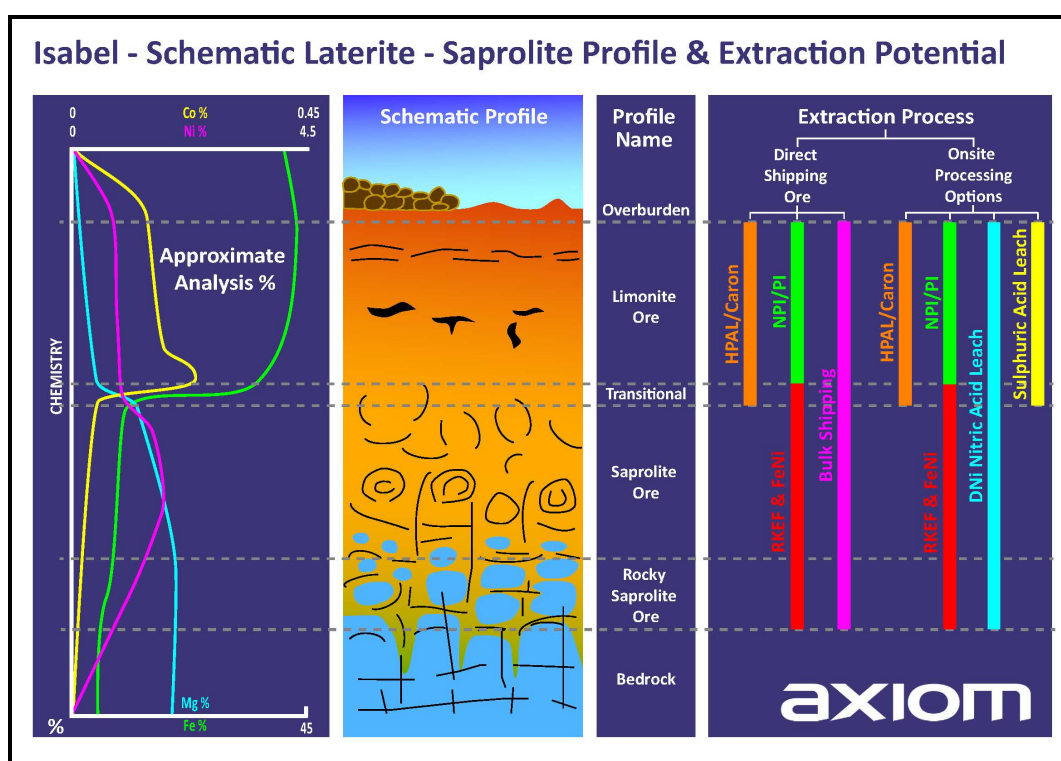 Isabel - Schematic Laterite - Saprolite Profile & Extraction Potential
0 Co % 0.45
0 Ni % 4.5
Approximate
Analysis %
CHEMISTRY
Mg %
% Fe % 45
Schematic Profile
Profile
Name
Overburden
Limonite
Ore
Transitional
Saprolite
Ore
Rocky
Saprolite
Ore
Bedrock
Extraction Process
Direct
Shipping
Ore
Onsite
Processing
Options
HPAL/Caron
NPI/PI
RKEF & FeNi
Bulk Shipping
HPAL/Caron
NPI/PI
RKEF & FeNi
DNi Nitric Acid Leach
Sulphuric Acid Leach
axiom